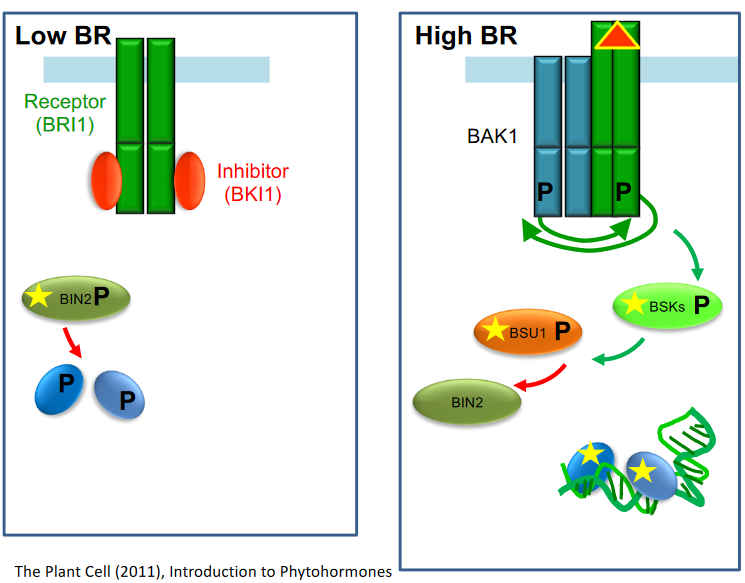 Low BR
Receptor
(BRI1)
Inhibitor
(BKI1)
BIN2 P
P
P
High BR
BAK1
P
P
BSKs P
BSU1 P
BIN2
The Plant Cell (2011), Introduction to Phytohormones